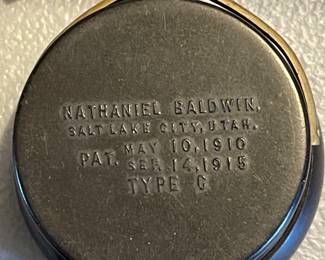 NATHANIEL BALDWIN.
SALT LAKE CITY, UTAH.
PAT. MAY 10, 1910
SEP. 14, 1915
TYPE C